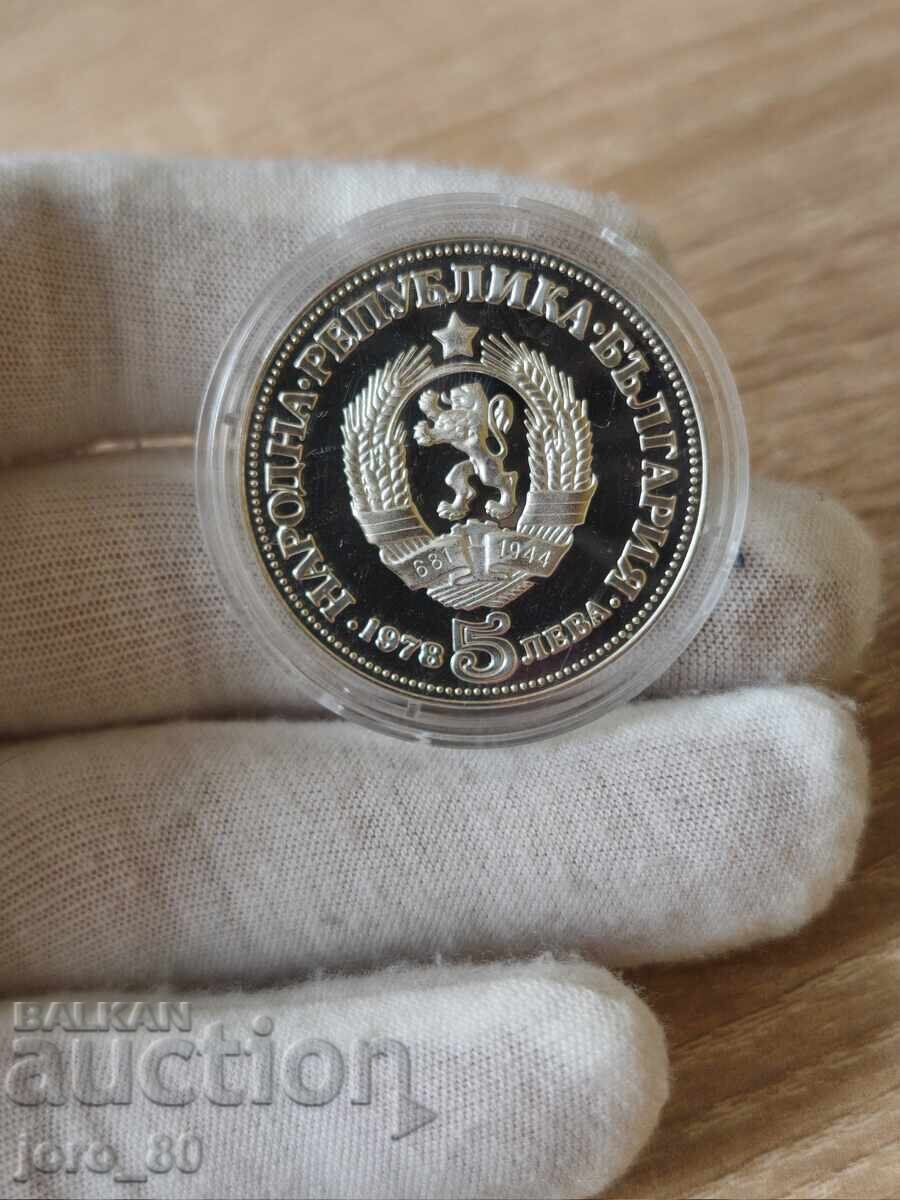 НАРОДНА · РЕПУБЛИКА · БЪЛГАРИЯ
681 1944
· 1978 5 ЛЕВА ·
BALKAN
auction
joro_80